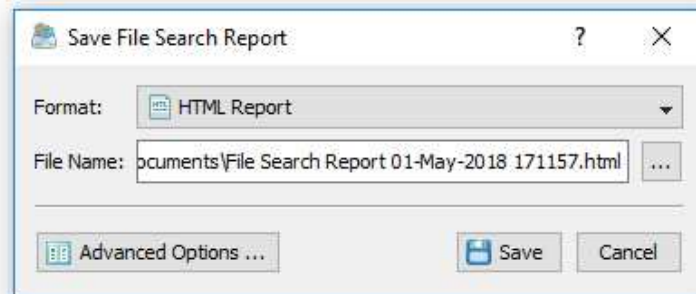 Save File Search Report ?
Format: HTML Report
File Name: ocuments\File Search Report 01-May-2018 171157.html ...
Advanced Options ... Save Cancel